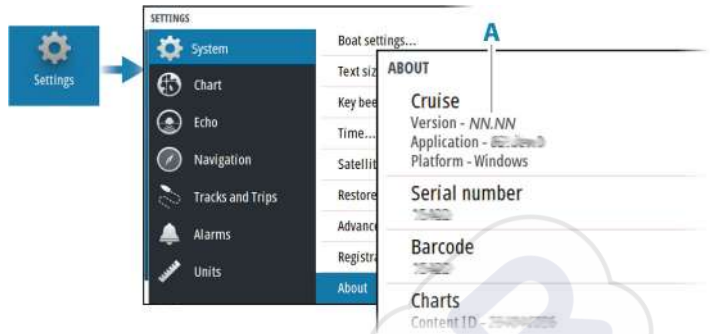 SETTINGS
Settings
System
Chart
Echo
Navigation
Tracks and Trips
Alarms
Units
Boat settings...
Text siz
Key bee
Time...
Satellit
Restore
Advanc
Registra
About
A
ABOUT
Cruise
Version - NN.NN
Application -
Platform - Windows
Serial number
Barcode
Charts
Content ID -